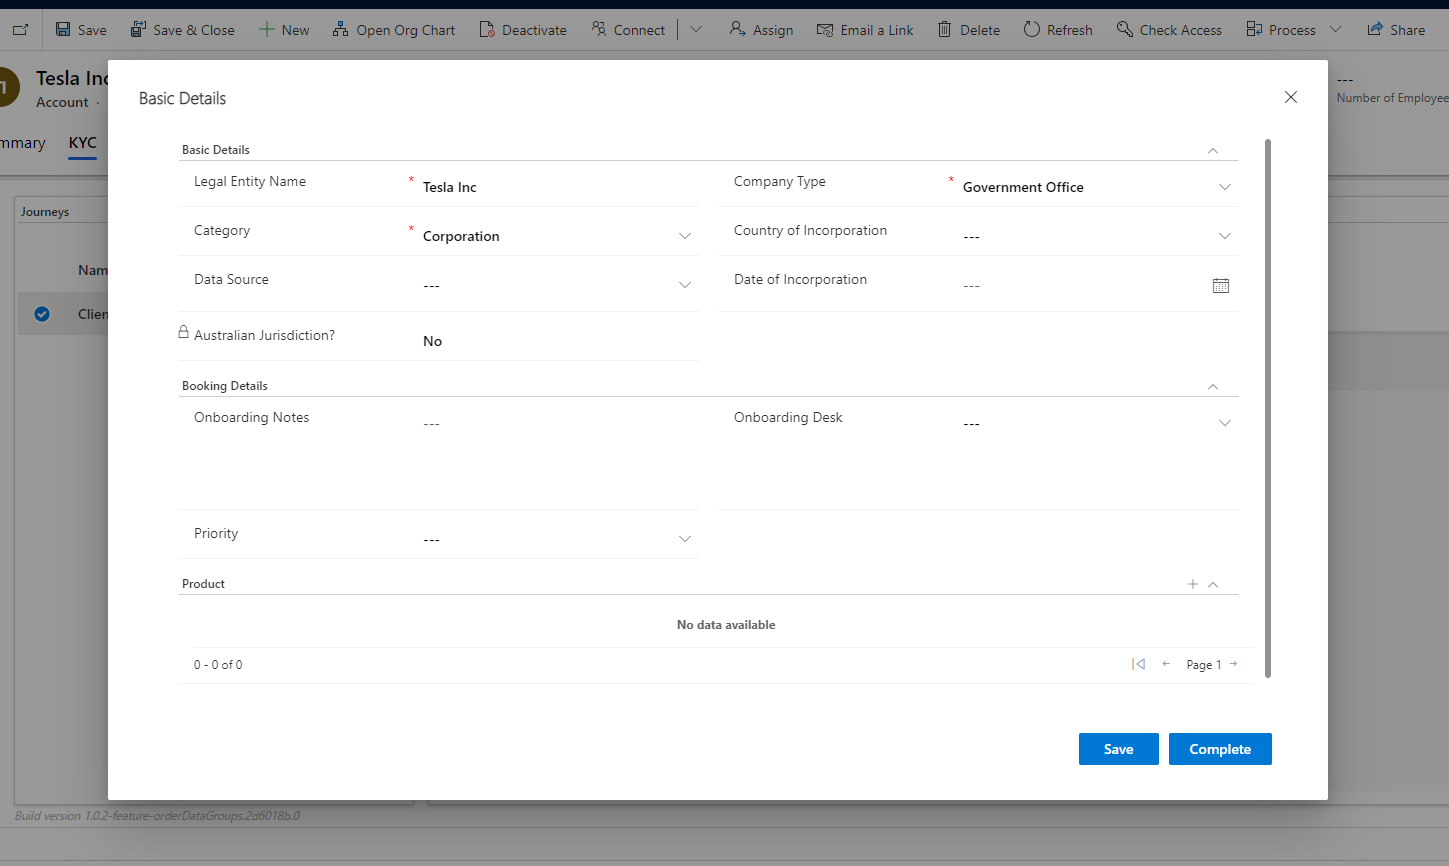 Save Save & Close New Open Org Chart Deactivate Connect Assign Email a Link Delete Refresh Check Access Process Share
Tesla Inc
Account ·
---
Number of Employee
mmary KYC
Journeys
Nam
Clien
Basic Details
Basic Details
Legal Entity Name * Tesla Inc Company Type * Government Office
Category * Corporation Country of Incorporation ---
Data Source --- Date of Incorporation ---
Australian Jurisdiction? No
Booking Details
Onboarding Notes --- Onboarding Desk ---
Priority ---
Product
No data available
0 - 0 of 0 Page 1
Save Complete
Build version 1.0.2-feature-orderDataGroups.2d6018b.0